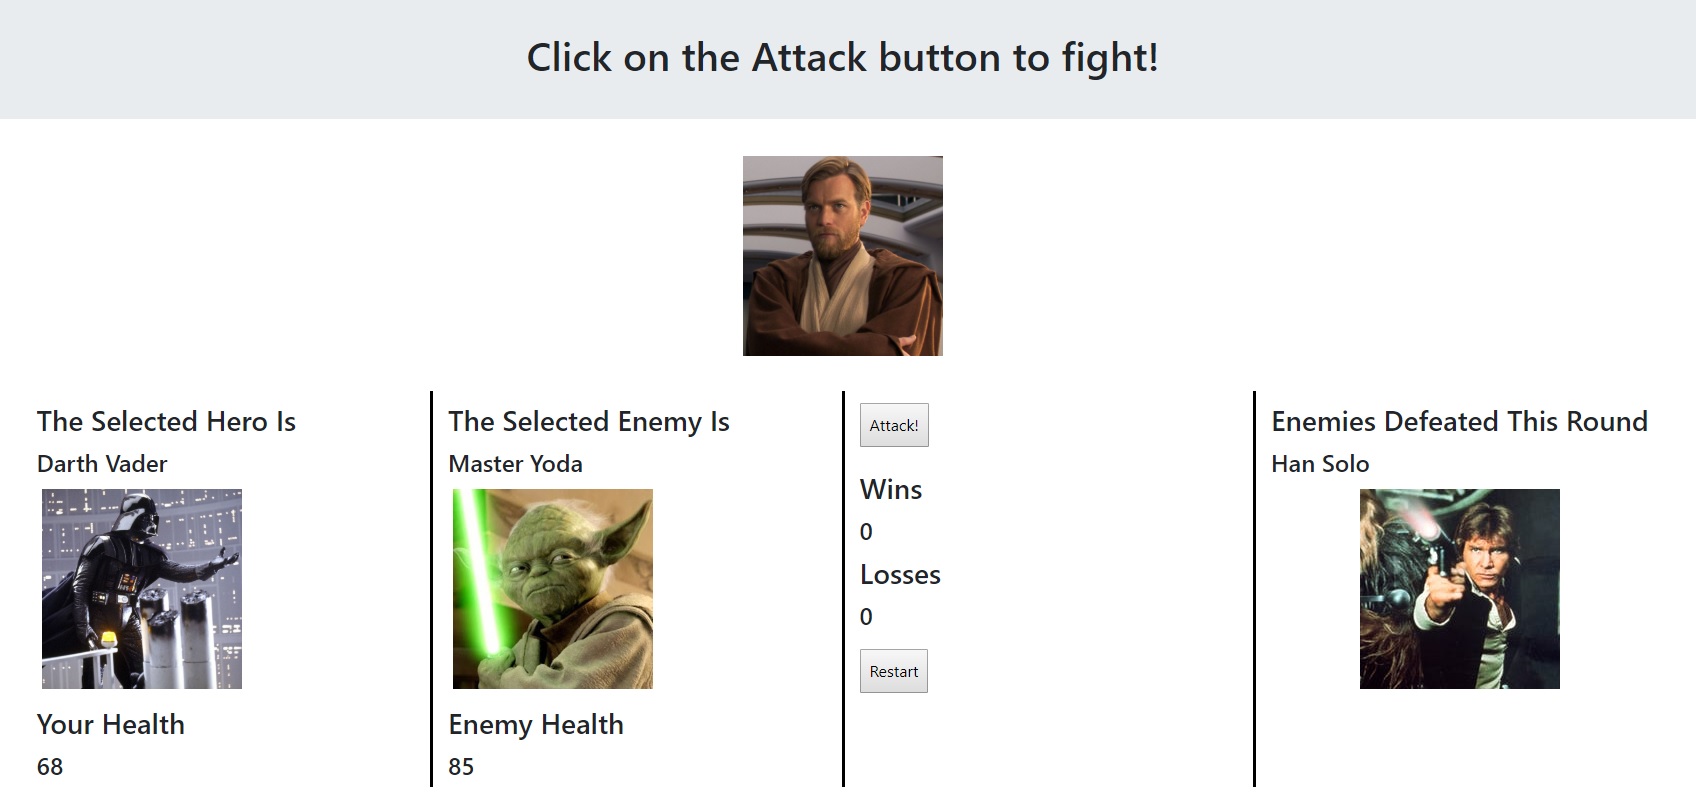 Click on the Attack button to fight!
The Selected Hero Is
Darth Vader
Your Health
68
The Selected Enemy Is
Master Yoda
Enemy Health
85
Attack!
Wins
0
Losses
0
Restart
Enemies Defeated This Round
Han Solo